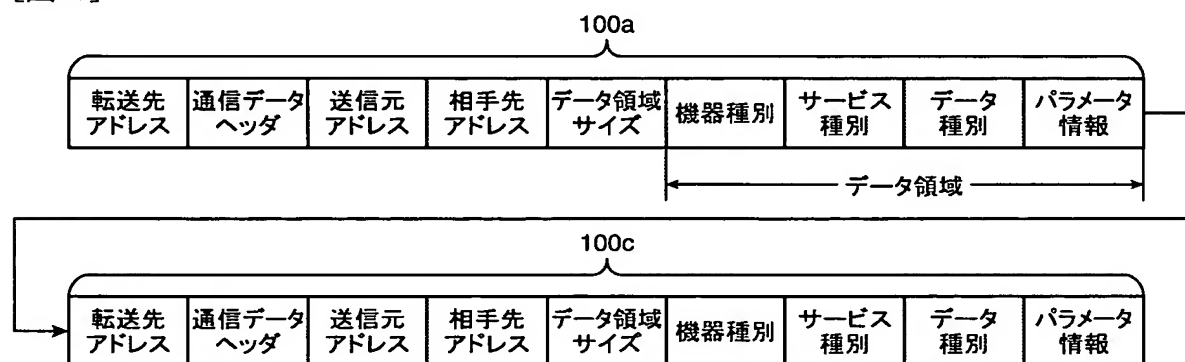 100a
転送先
アドレス
通信データ
ヘッダ
送信元
アドレス
相手先
アドレス
データ領域
サイズ
機器種別
サービス
種別
データ
種別
パラメータ
情報
データ領域
100c
転送先
アドレス
通信データ
ヘッダ
送信元
アドレス
相手先
アドレス
データ領域
サイズ
機器種別
サービス
種別
データ
種別
パラメータ
情報